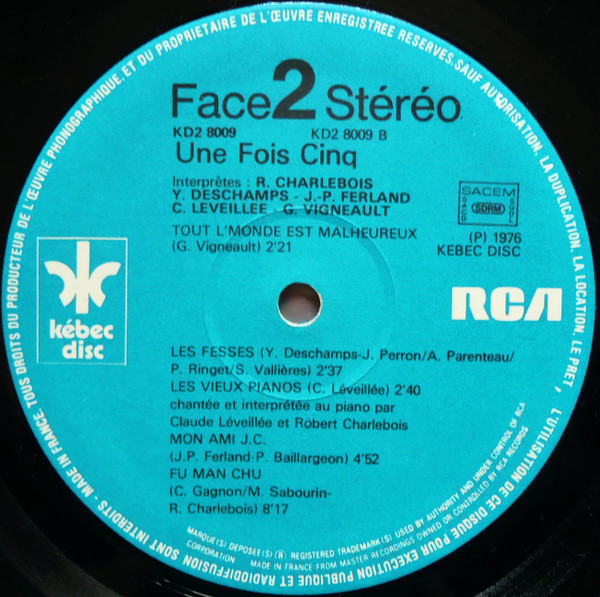 MADE IN FRANCE. TOUS DROITS DU PRODUCTEUR DE L'ŒUVRE PHONOGRAPHIQUE, ET DU PROPRIETAIRE DE L'ŒUVRE ENREGISTREE RESERVES, SAUF AUTORISATION, LA DUPLICATION, LA LOCATION, LE PRET, L'UTILISATION DE CE DISQUE POUR EXECUTION PUBLIQUE ET RADIODIFFUSION SONT INTERDITS ·
Face 2 Stéréo
KD2 8009 KD2 8009 B
Une Fois Cinq
Interprètes : R. CHARLEBOIS
Y. DESCHAMPS - J.-P. FERLAND
C. LEVEILLEE - G. VIGNEAULT
SACEM
SACD
SDRM
SGDL
TOUT L'MONDE EST MALHEUREUX
(G. Vigneault) 2'21
(P) 1976
KEBEC DISC
kébec
disc
RCA
LES FESSES (Y. Deschamps-J. Perron/A. Parenteau/
P. Ringet/S. Vallières) 2'37
LES VIEUX PIANOS (C. Léveillée) 2'40
chantée et interprétée au piano par
Claude Léveillée et Robert Charlebois
MON AMI J.C.
(J.P. Ferland-P. Baillargeon) 4'52
FU MAN CHU
(C. Gagnon/M. Sabourin-
R. Charlebois) 8'17
MARQUE(S) DEPOSEE(S) (R) REGISTERED TRADEMARK(S) USED BY AUTHORITY AND UNDER CONTROL OF RCA
CORPORATION MADE IN FRANCE FROM MASTER RECORDINGS OWNED OR CONTROLLED BY RCA RECORDS